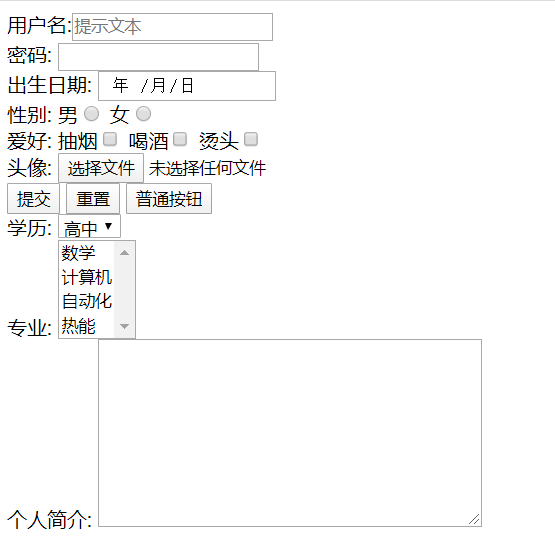 用户名:提示文本
密码:
出生日期: 年 /月/日
性别: 男 女
爱好: 抽烟 喝酒 烫头
头像: 选择文件 未选择任何文件
提交 重置 普通按钮
学历: 高中
数学
计算机
自动化
专业: 热能
个人简介: